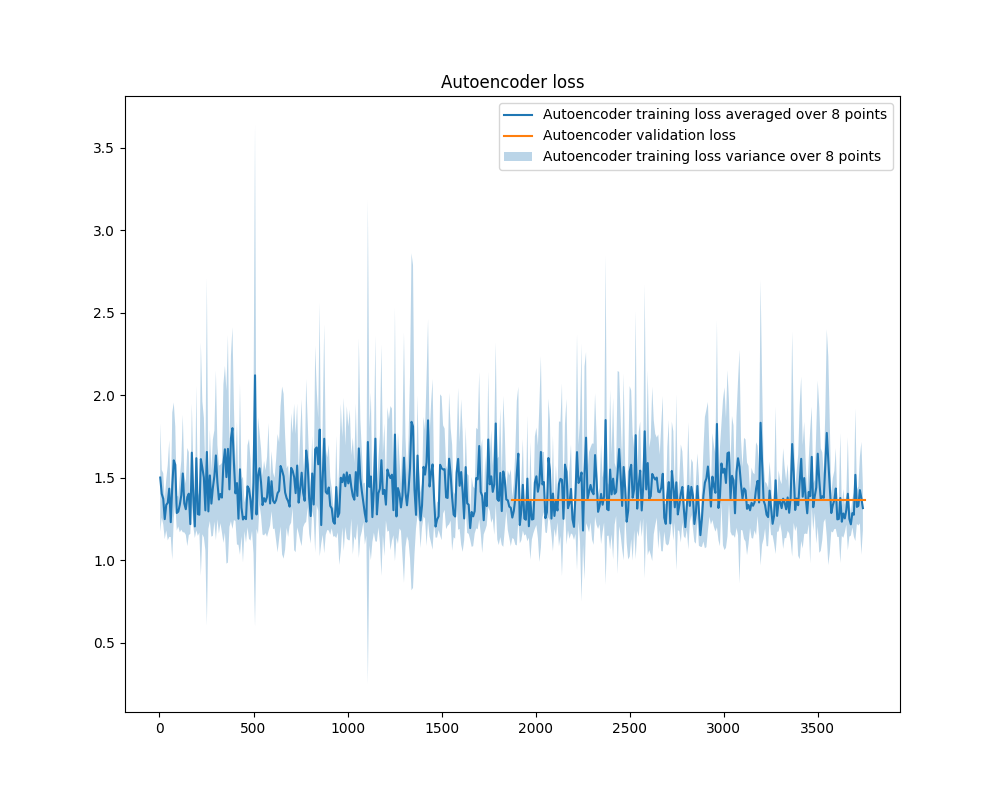 Autoencoder loss
Autoencoder training loss averaged over 8 points
Autoencoder validation loss
Autoencoder training loss variance over 8 points
3.5
3.0
2.5
2.0
1.5
1.0
0.5
0 500 1000 1500 2000 2500 3000 3500